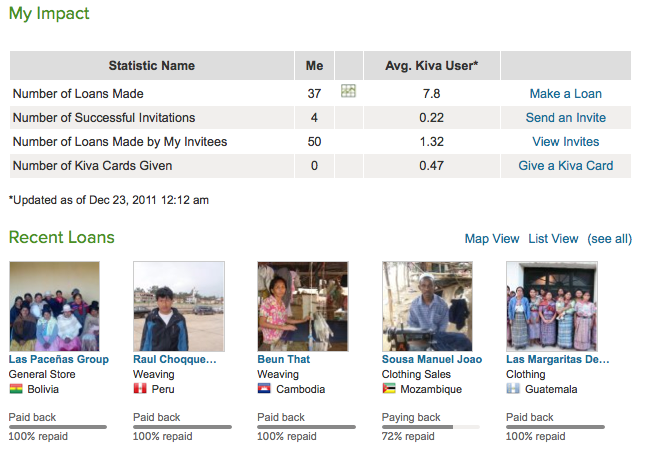 My Impact
Statistic Name Me Avg. Kiva User*
Number of Loans Made 37 7.8 Make a Loan
Number of Successful Invitations 4 0.22 Send an Invite
Number of Loans Made by My Invitees 50 1.32 View Invites
Number of Kiva Cards Given 0 0.47 Give a Kiva Card
*Updated as of Dec 23, 2011 12:12 am
Recent Loans Map View List View (see all)
Las Paceñas Group Raul Choqque... Beun That Sousa Manuel Joao Las Margaritas De...
General Store Weaving Weaving Clothing Sales Clothing
Bolivia Peru Cambodia Mozambique Guatemala
Paid back Paid back Paid back Paying back Paid back
100% repaid 100% repaid 100% repaid 72% repaid 100% repaid